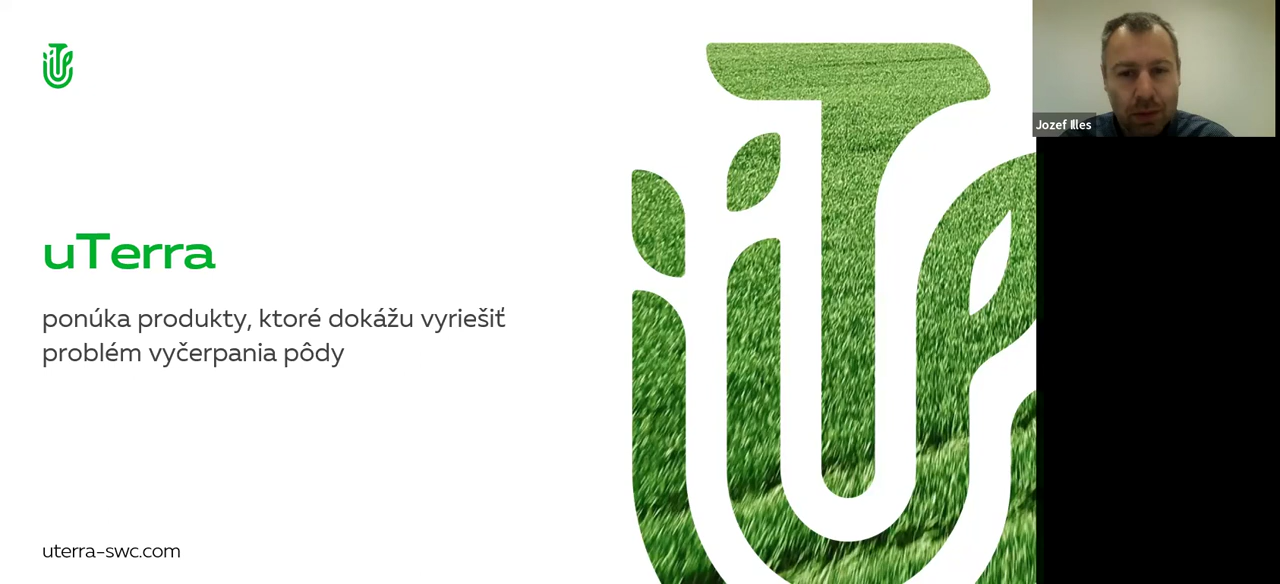 Jozef Illes
uTerra
ponúka produkty, ktoré dokážu vyriešiť
problém vyčerpania pôdy
uterra-swc.com